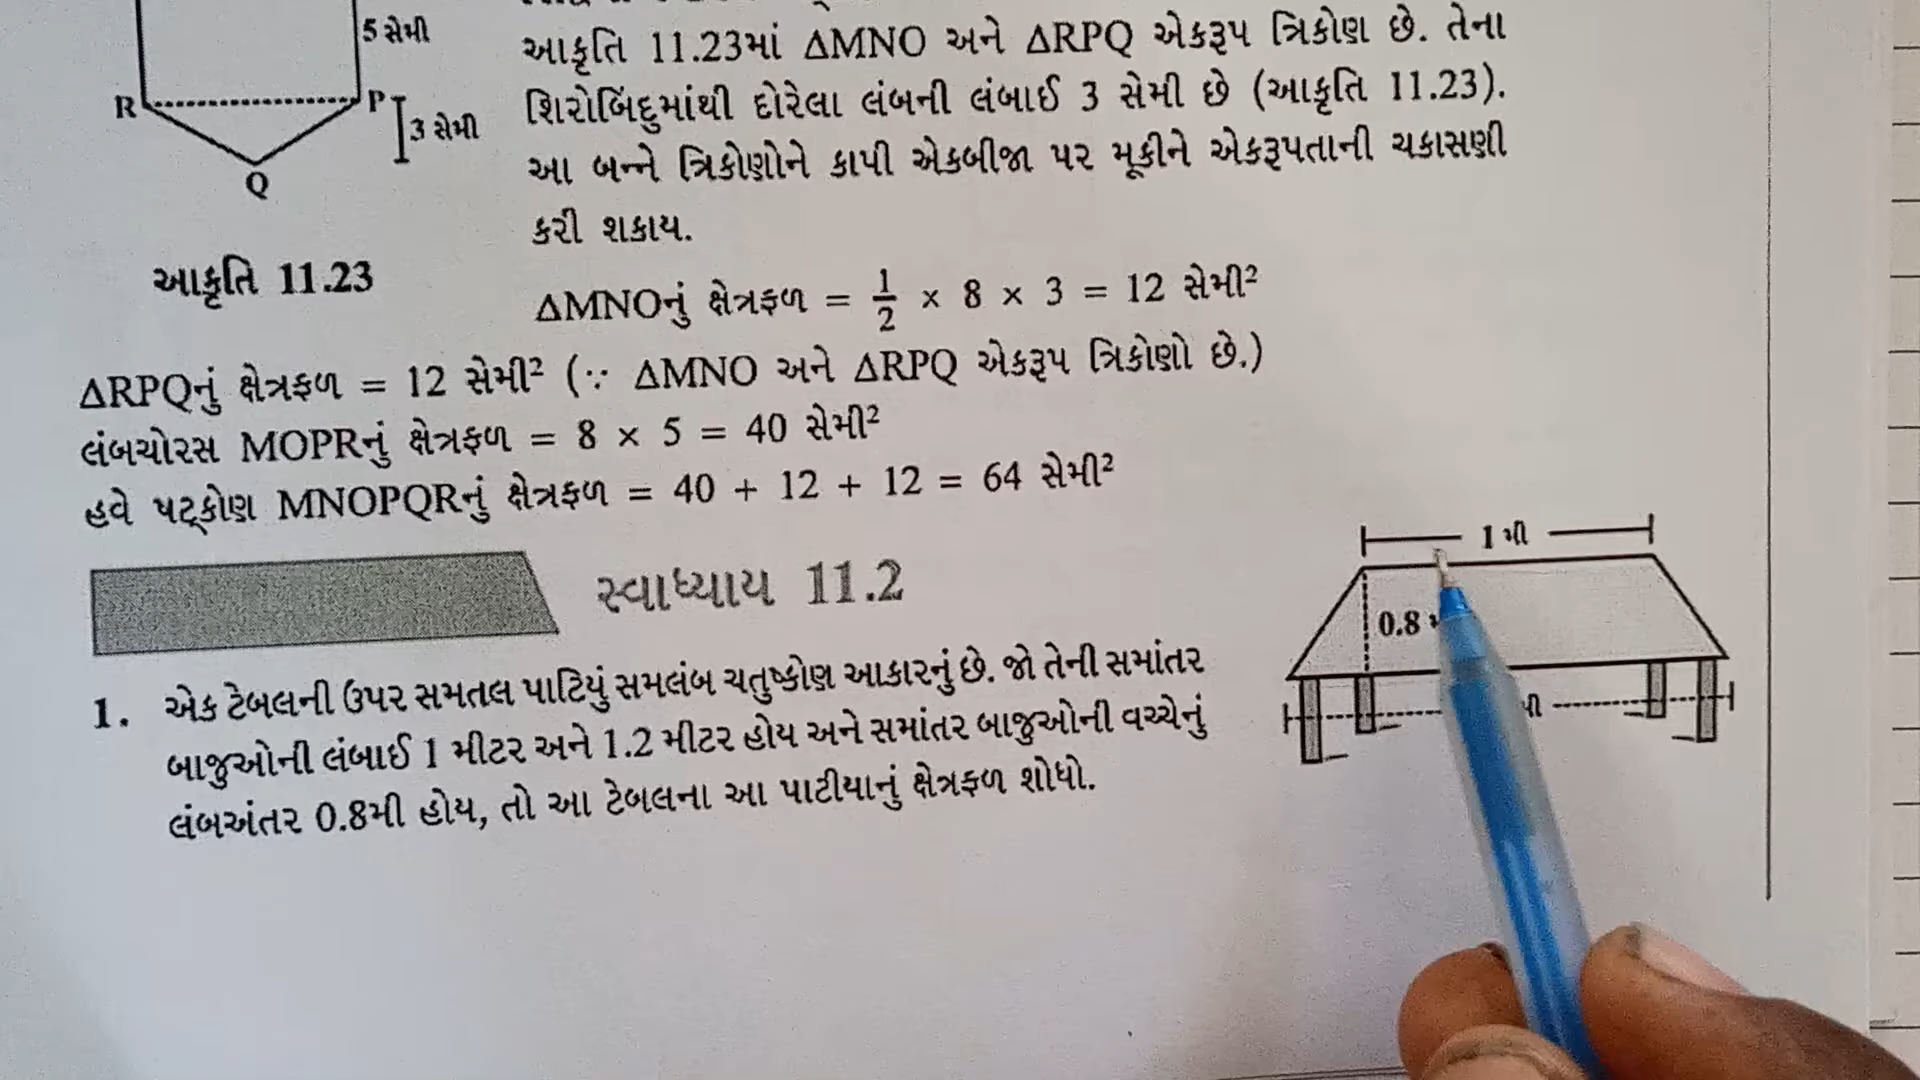 5 સેમી
આકૃતિ 11.23માં ΔMNO અને ΔRPQ એકરૂપ ત્રિકોણ છે. તેના
R
P
3 સેમી
શિરોબિંદુમાંથી દોરેલા લંબની લંબાઈ 3 સેમી છે (આકૃતિ 11.23).
Q
આ બન્ને ત્રિકોણોને કાપી એકબીજા પર મૂકીને એકરૂપતાની ચકાસણી
કરી શકાય.
આકૃતિ 11.23
ΔMNOનું ક્ષેત્રફળ = 1/2 × 8 × 3 = 12 સેમી²
ΔRPQનું ક્ષેત્રફળ = 12 સેમી² (∵ ΔMNO અને ΔRPQ એકરૂપ ત્રિકોણો છે.)
લંબચોરસ MOPRનું ક્ષેત્રફળ = 8 × 5 = 40 સેમી²
હવે ષટ્કોણ MNOPQRનું ક્ષેત્રફળ = 40 + 12 + 12 = 64 સેમી²
સ્વાધ્યાય 11.2
1 મી
0.8
1. એક ટેબલની ઉપર સમતલ પાટિયું સમલંબ ચતુષ્કોણ આકારનું છે. જો તેની સમાંતર
બાજુઓની લંબાઈ 1 મીટર અને 1.2 મીટર હોય અને સમાંતર બાજુઓની વચ્ચેનું
લંબઅંતર 0.8મી હોય, તો આ ટેબલના આ પાટીયાનું ક્ષેત્રફળ શોધો.